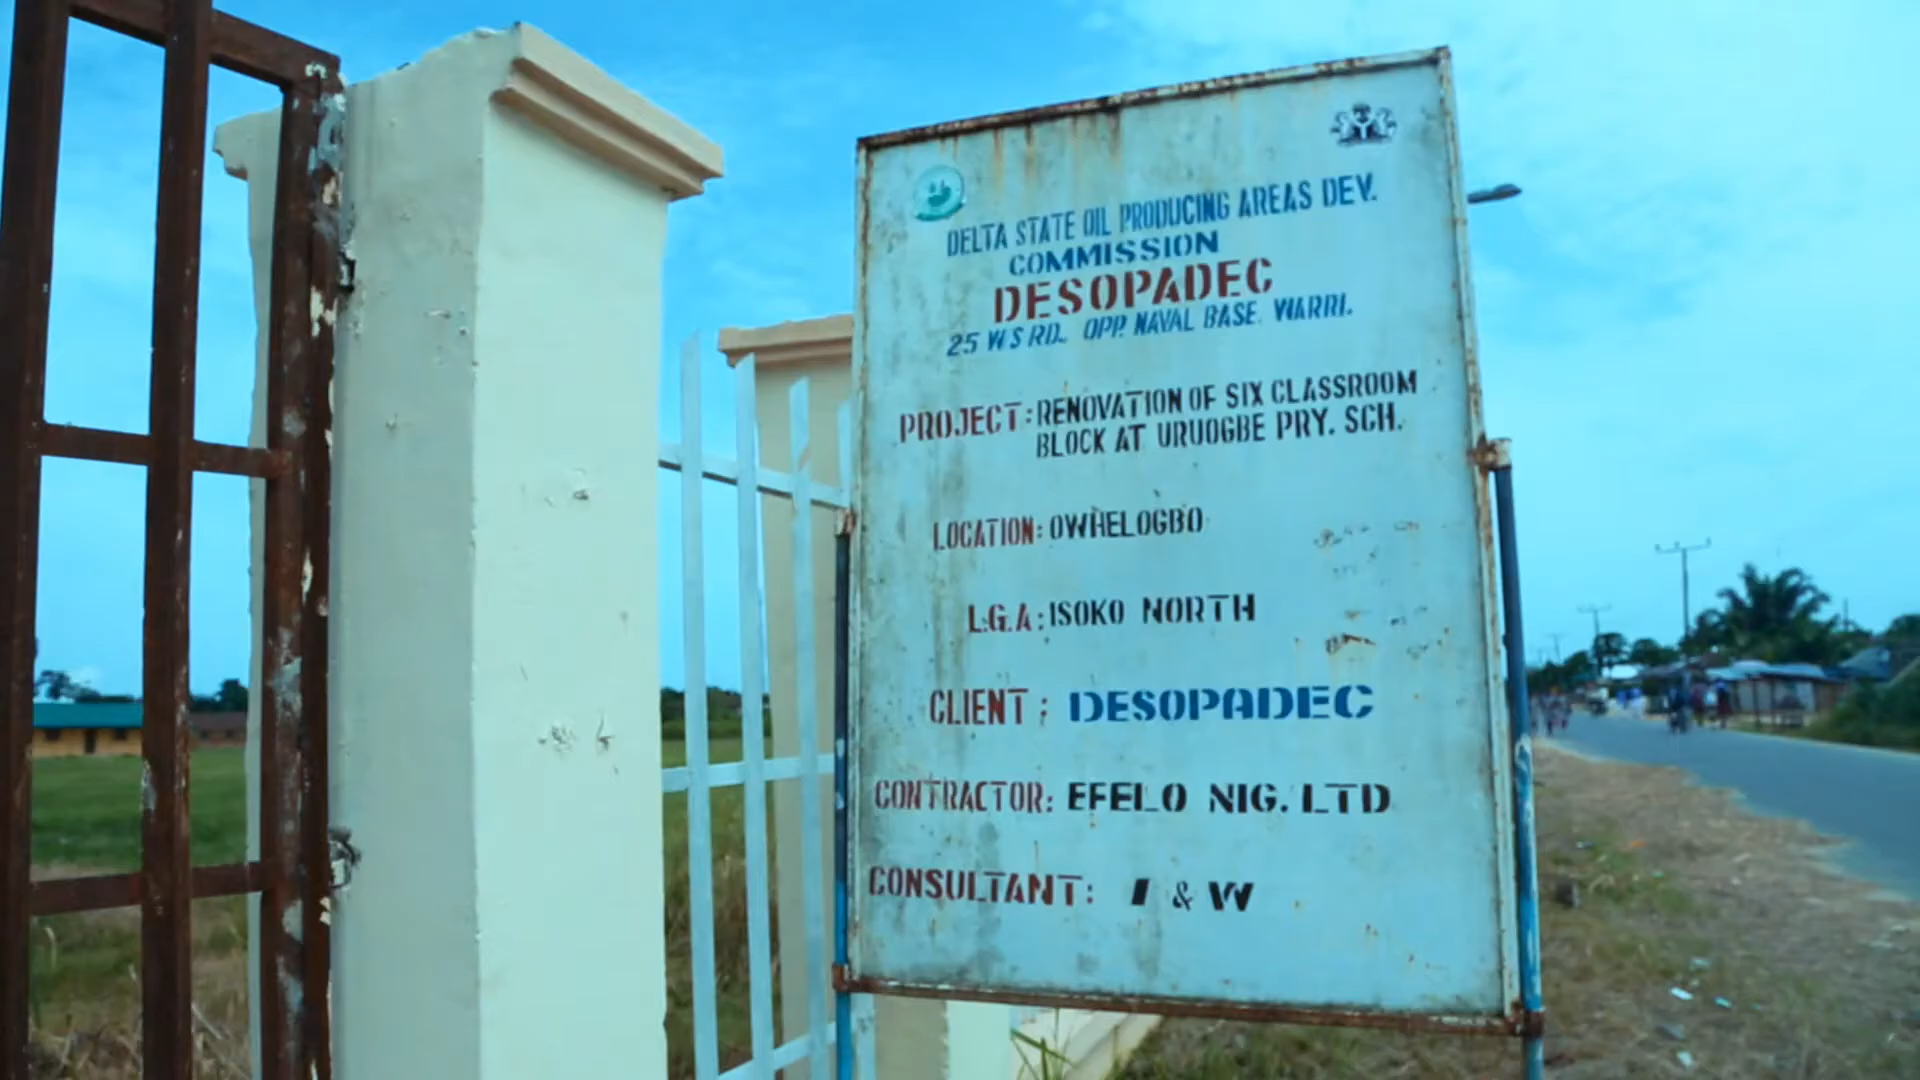 DELTA STATE OIL PRODUCING AREAS DEV.
COMMISSION
DESOPADEC
25 W S RD., OPP. NAVAL BASE, WARRI.
PROJECT: RENOVATION OF SIX CLASSROOM
BLOCK AT URUOGBE PRY. SCH.
LOCATION: OWHELOGBO
L.G.A: ISOKO NORTH
CLIENT: DESOPADEC
CONTRACTOR: EFELO NIG. LTD
CONSULTANT: I & W